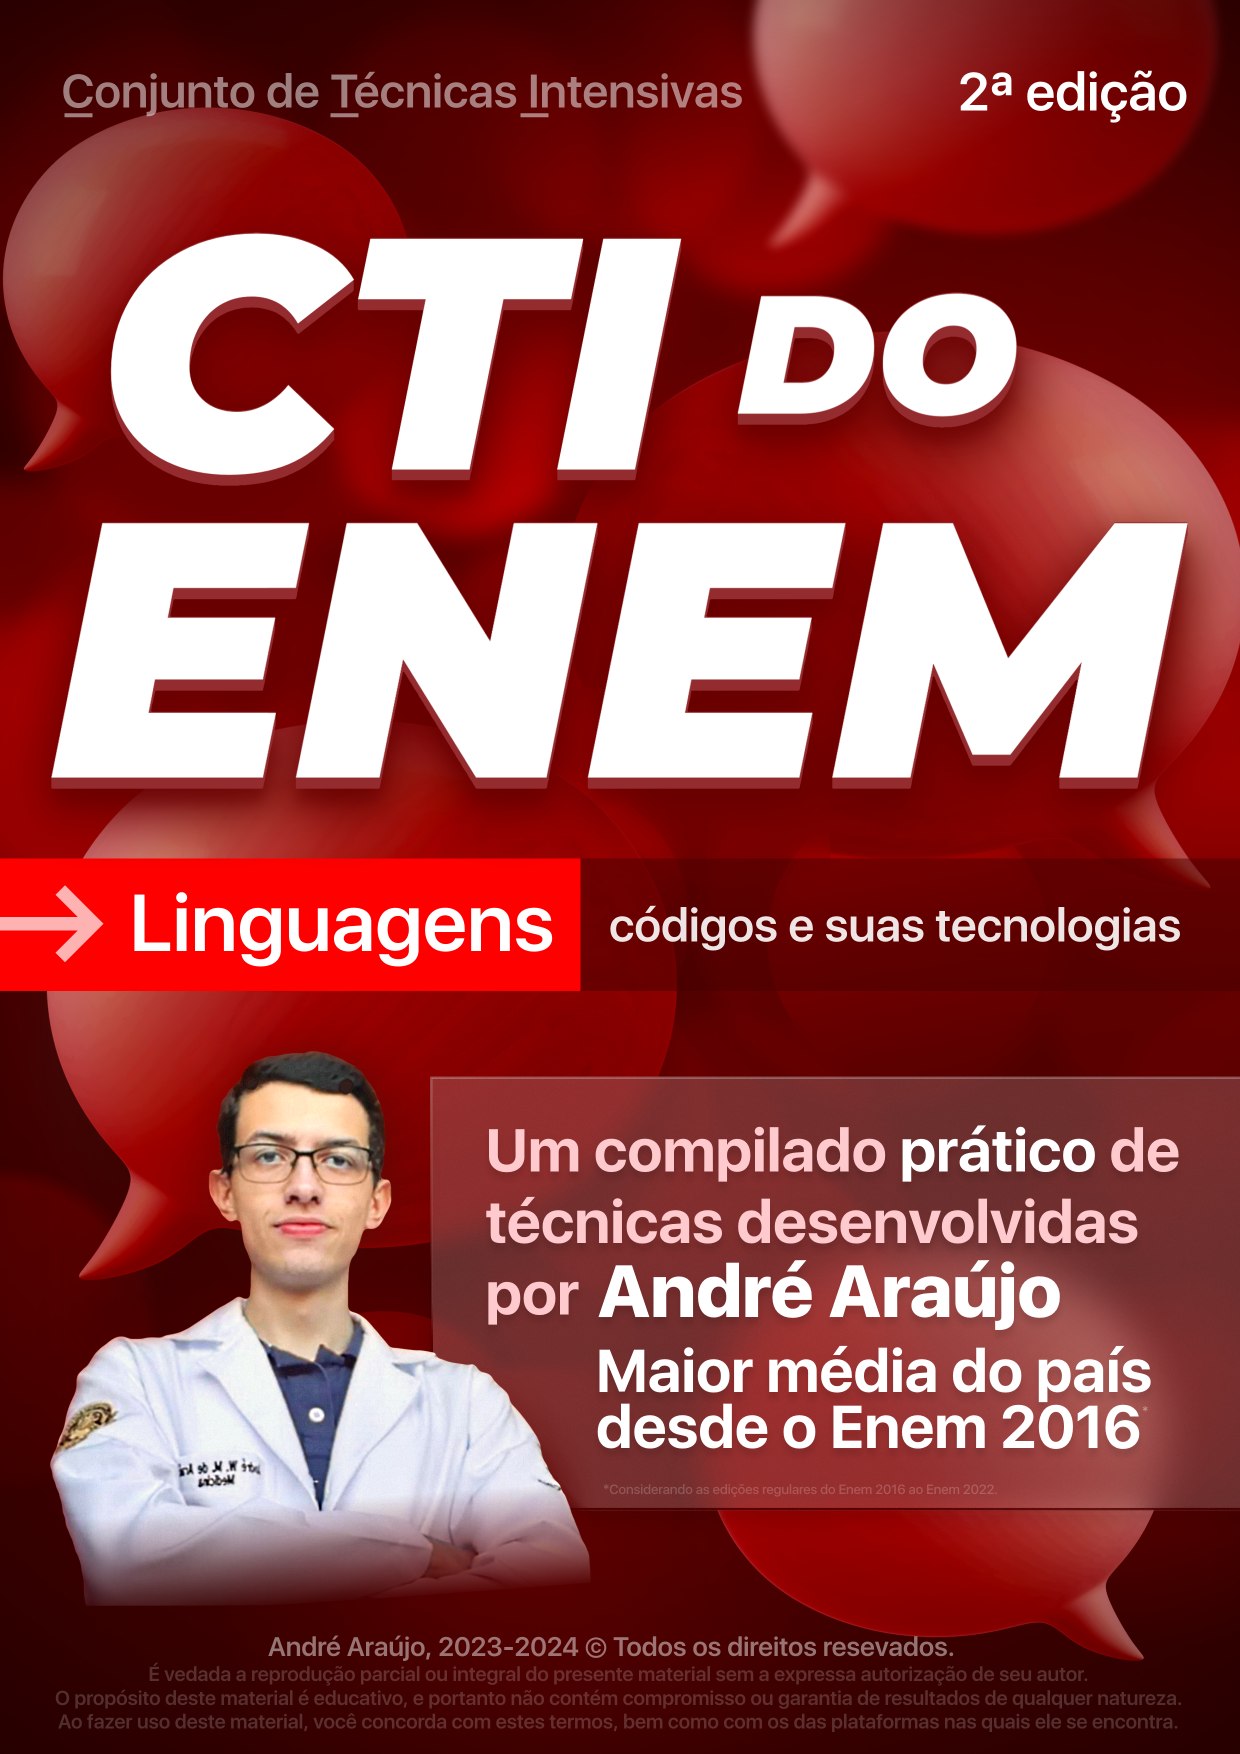 Conjunto de Técnicas Intensivas
2ª edição
CTI DO
ENEM
Linguagens
códigos e suas tecnologias
Um compilado prático de
técnicas desenvolvidas
por André Araújo
Maior média do país
desde o Enem 2016*
*Considerando as edições regulares do Enem 2016 ao Enem 2022.
André Araújo, 2023-2024 © Todos os direitos resevados.
É vedada a reprodução parcial ou integral do presente material sem a expressa autorização de seu autor.
O propósito deste material é educativo, e portanto não contém compromisso ou garantia de resultados de qualquer natureza.
Ao fazer uso deste material, você concorda com estes termos, bem como com os das plataformas nas quais ele se encontra.